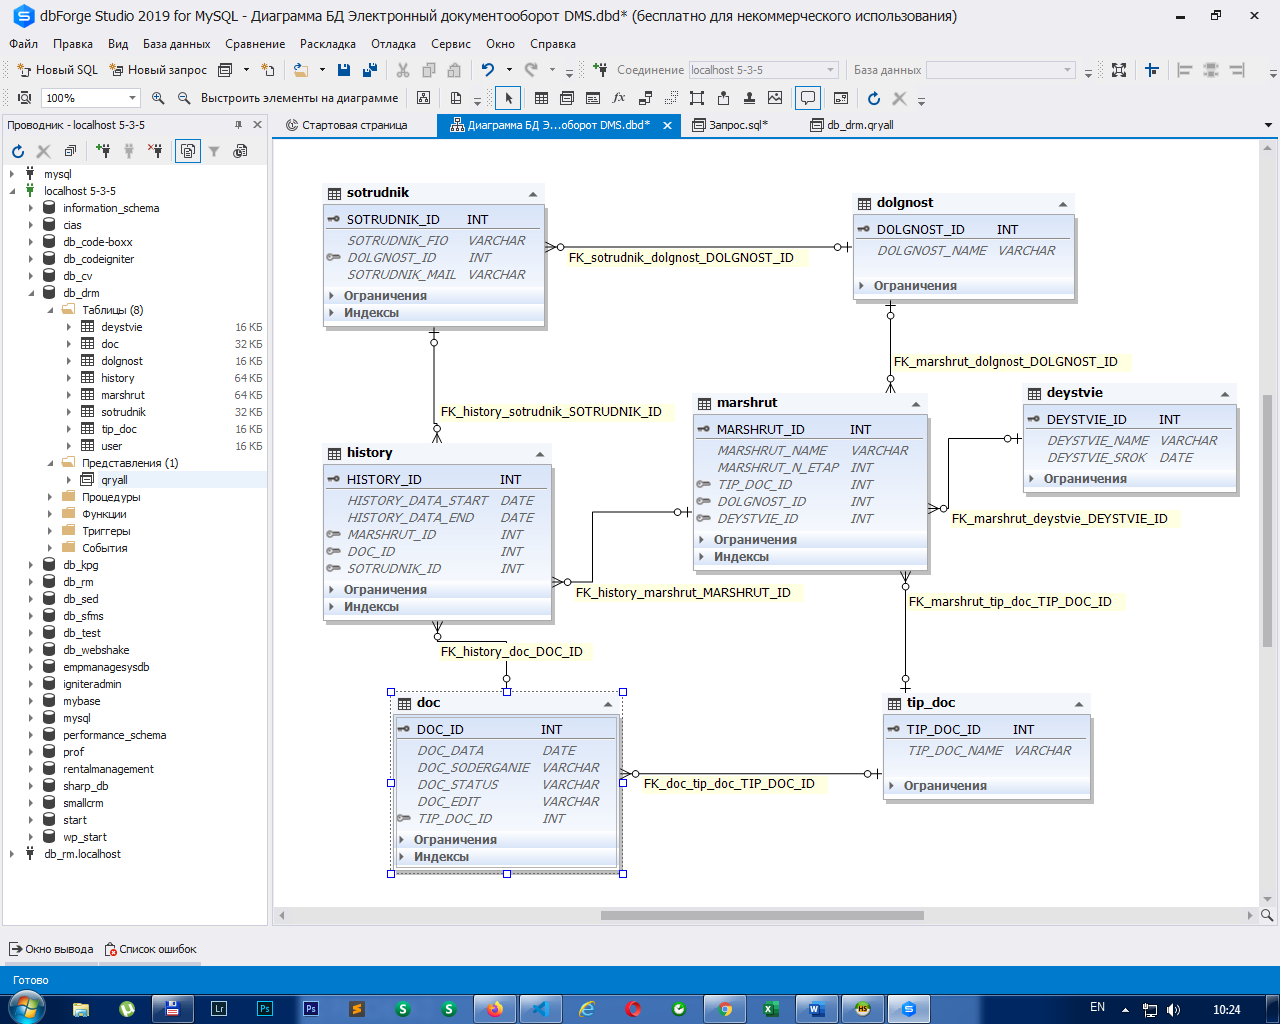 dbForge Studio 2019 for MySQL - Диаграмма БД Электронный документооборот DMS.dbd* (бесплатно для некоммерческого использования)
Файл Правка Вид База данных Сравнение Раскладка Отладка Сервис Окно Справка
Новый SQL Новый запрос Соединение localhost 5-3-5 База данных
100% Выстроить элементы на диаграмме
Проводник - localhost 5-3-5
Стартовая страница Диаграмма БД Э...оборот DMS.dbd* Запрос.sql* db_drm.qryall
mysql
localhost 5-3-5
information_schema
cias
db_code-boxx
db_codeigniter
db_cv
db_drm
Таблицы (8)
deystvie 16 КБ
doc 32 КБ
dolgnost 16 КБ
history 64 КБ
marshrut 64 КБ
sotrudnik 32 КБ
tip_doc 16 КБ
user 16 КБ
Представления (1)
qryall
Процедуры
Функции
Триггеры
События
db_kpg
db_rm
db_sed
db_sfms
db_test
db_webshake
empmanagesysdb
igniteradmin
mybase
mysql
performance_schema
prof
rentalmanagement
sharp_db
smallcrm
start
wp_start
db_rm.localhost
sotrudnik
SOTRUDNIK_ID INT
SOTRUDNIK_FIO VARCHAR
DOLGNOST_ID INT
SOTRUDNIK_MAIL VARCHAR
Ограничения
Индексы
FK_sotrudnik_dolgnost_DOLGNOST_ID
dolgnost
DOLGNOST_ID INT
DOLGNOST_NAME VARCHAR
Ограничения
FK_marshrut_dolgnost_DOLGNOST_ID
FK_history_sotrudnik_SOTRUDNIK_ID
marshrut
MARSHRUT_ID INT
MARSHRUT_NAME VARCHAR
MARSHRUT_N_ETAP INT
TIP_DOC_ID INT
DOLGNOST_ID INT
DEYSTVIE_ID INT
Ограничения
Индексы
deystvie
DEYSTVIE_ID INT
DEYSTVIE_NAME VARCHAR
DEYSTVIE_SROK DATE
Ограничения
FK_marshrut_deystvie_DEYSTVIE_ID
history
HISTORY_ID INT
HISTORY_DATA_START DATE
HISTORY_DATA_END DATE
MARSHRUT_ID INT
DOC_ID INT
SOTRUDNIK_ID INT
Ограничения
Индексы
FK_history_marshrut_MARSHRUT_ID
FK_marshrut_tip_doc_TIP_DOC_ID
FK_history_doc_DOC_ID
doc
DOC_ID INT
DOC_DATA DATE
DOC_SODERGANIE VARCHAR
DOC_STATUS VARCHAR
DOC_EDIT VARCHAR
TIP_DOC_ID INT
Ограничения
Индексы
FK_doc_tip_doc_TIP_DOC_ID
tip_doc
TIP_DOC_ID INT
TIP_DOC_NAME VARCHAR
Ограничения
Окно вывода Список ошибок
Готово
EN 10:24